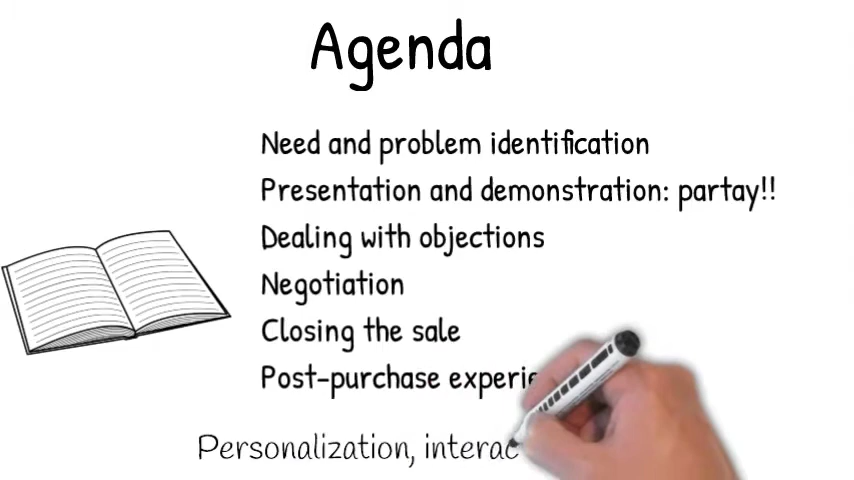 Agenda
Need and problem identification
Presentation and demonstration: partay!!
Dealing with objections
Negotiation
Closing the sale
Post-purchase experie
Personalization, interac